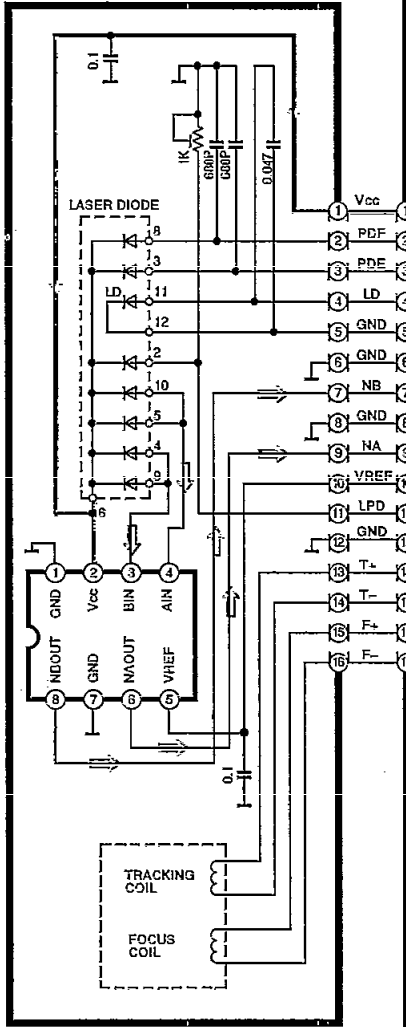 0.1
1K
680P
680P
0.047
LASER DIODE
8
3
LD
11
12
2
10
5
4
9
6
1 Vcc
2 PDF
3 PDE
4 LD
5 GND
6 GND
7 NB
8 GND
9 NA
10 VREF
11 LPD
12 GND
13 T+
14 T-
15 F+
16 F-
1 2 3 4
GND Vcc BIN AIN
NBOUT GND NAOUT VREF
8 7 6 5
0.1
TRACKING
COIL
FOCUS
COIL